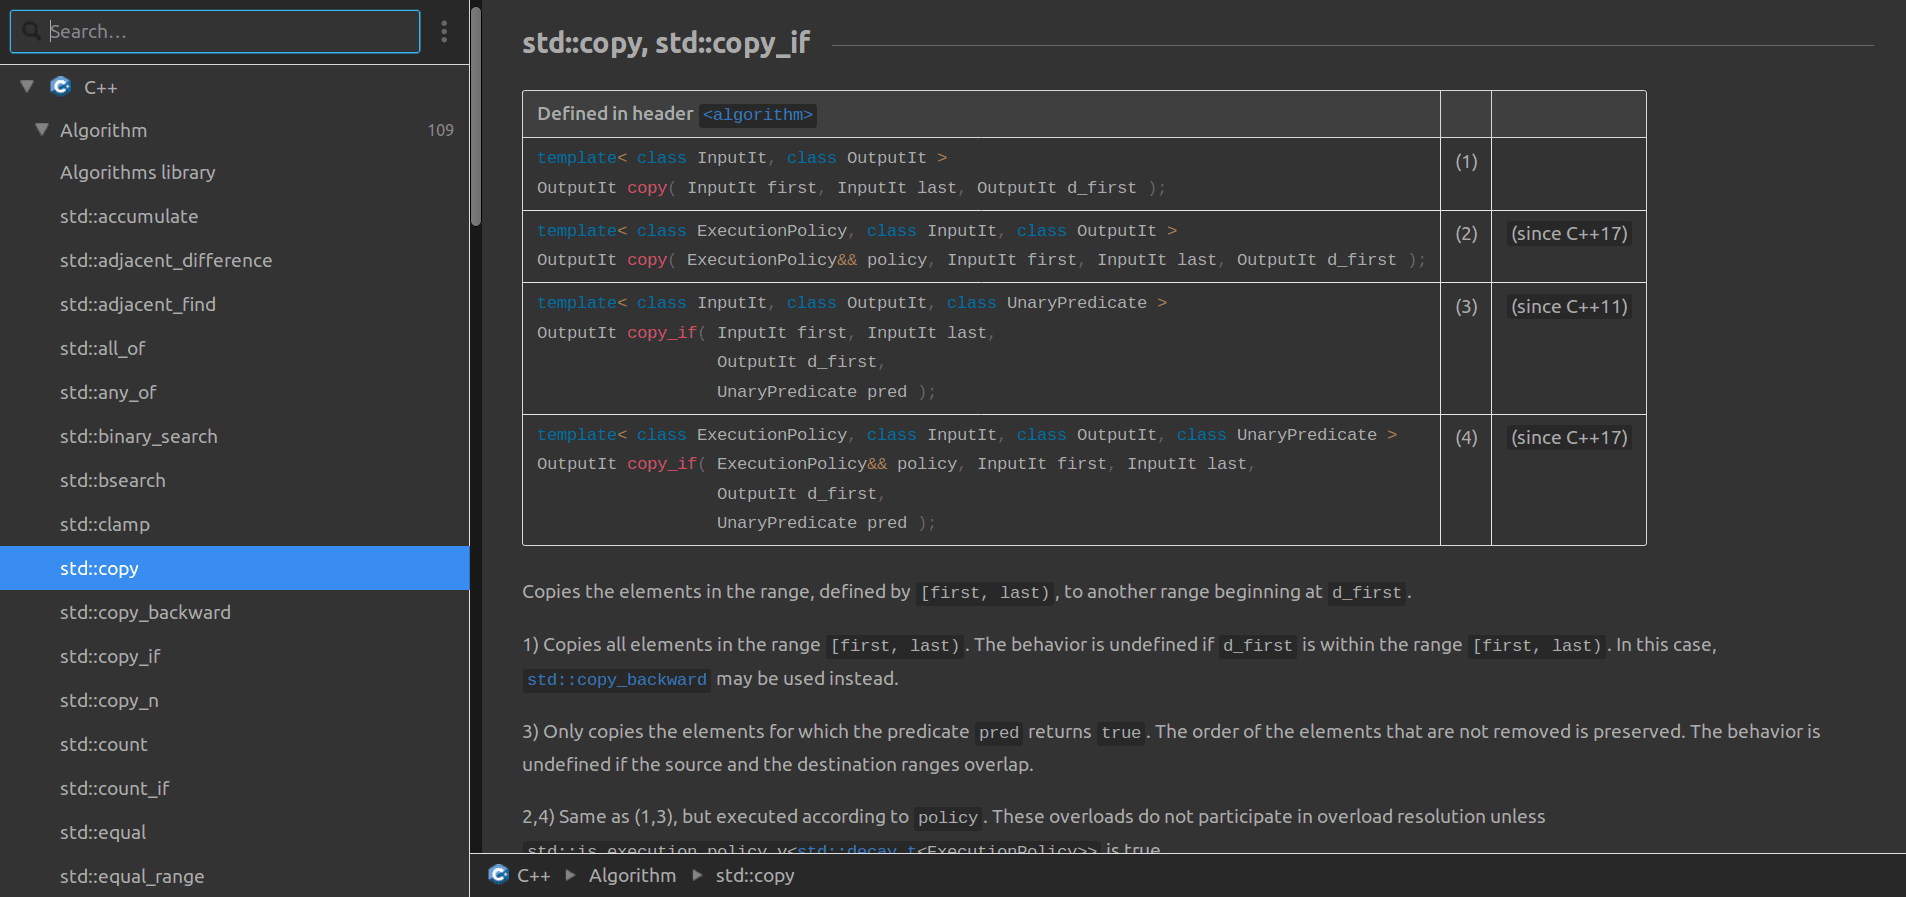 Search…
C++
Algorithm 109
Algorithms library
std::accumulate
std::adjacent_difference
std::adjacent_find
std::all_of
std::any_of
std::binary_search
std::bsearch
std::clamp
std::copy
std::copy_backward
std::copy_if
std::copy_n
std::count
std::count_if
std::equal
std::equal_range
std::copy, std::copy_if
Defined in header <algorithm>
template< class InputIt, class OutputIt >
OutputIt copy( InputIt first, InputIt last, OutputIt d_first );
(1)
template< class ExecutionPolicy, class InputIt, class OutputIt >
OutputIt copy( ExecutionPolicy&& policy, InputIt first, InputIt last, OutputIt d_first );
(2) (since C++17)
template< class InputIt, class OutputIt, class UnaryPredicate >
OutputIt copy_if( InputIt first, InputIt last,
OutputIt d_first,
UnaryPredicate pred );
(3) (since C++11)
template< class ExecutionPolicy, class InputIt, class OutputIt, class UnaryPredicate >
OutputIt copy_if( ExecutionPolicy&& policy, InputIt first, InputIt last,
OutputIt d_first,
UnaryPredicate pred );
(4) (since C++17)
Copies the elements in the range, defined by [first, last), to another range beginning at d_first.
1) Copies all elements in the range [first, last). The behavior is undefined if d_first is within the range [first, last). In this case,
std::copy_backward may be used instead.
3) Only copies the elements for which the predicate pred returns true. The order of the elements that are not removed is preserved. The behavior is
undefined if the source and the destination ranges overlap.
2,4) Same as (1,3), but executed according to policy. These overloads do not participate in overload resolution unless
std::is_execution_policy_v<std::decay_t<ExecutionPolicy>> is true
C++ Algorithm std::copy